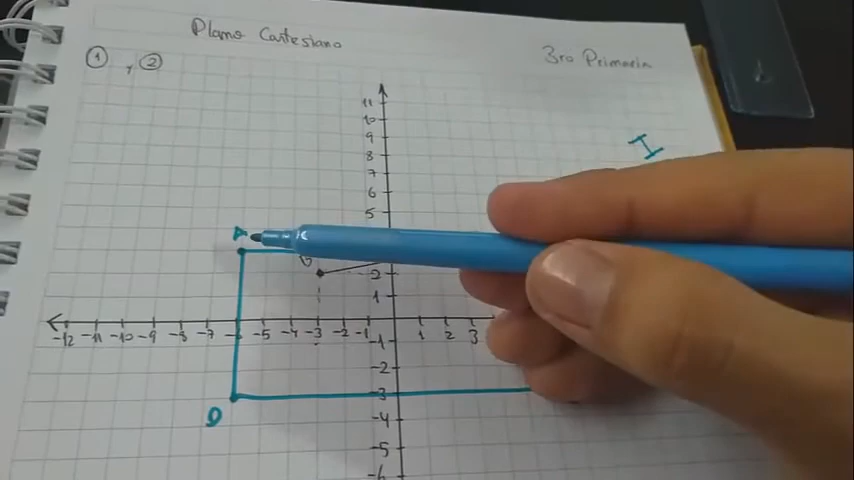 Plano Cartesiano
3ro Primaria
1 , 2
I
11
10
9
8
7
6
5
A
2
1
-12 -11 -10 -9 -8 -7 -5 -4 -3 -2 -1 1 2 3
-1
-2
-3
D
-4
-5
-6